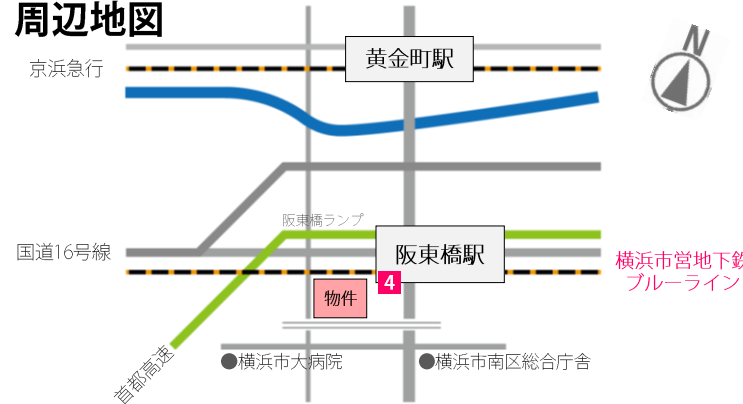 周辺地図
N
京浜急行
黄金町駅
阪東橋ランプ
国道16号線
阪東橋駅
横浜市営地下鉄
ブルーライン
4
物件
首都高速
●横浜市大病院
●横浜市南区総合庁舎